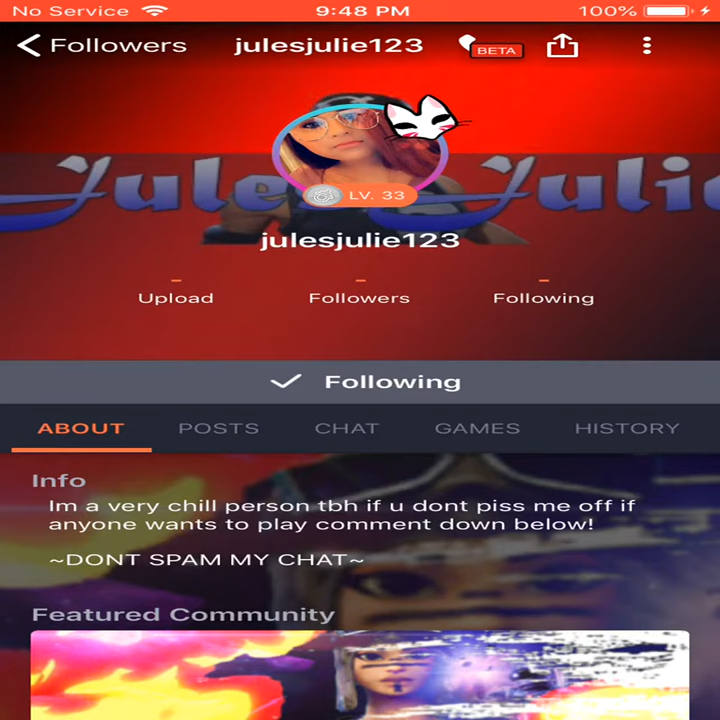 No Service 9:48 PM 100%
Followers julesjulie123 BETA
Jules Julie
LV. 33
julesjulie123
Upload Followers Following
Following
ABOUT POSTS CHAT GAMES HISTORY
Info
Im a very chill person tbh if u dont piss me off if
anyone wants to play comment down below!
~DONT SPAM MY CHAT~
Featured Community